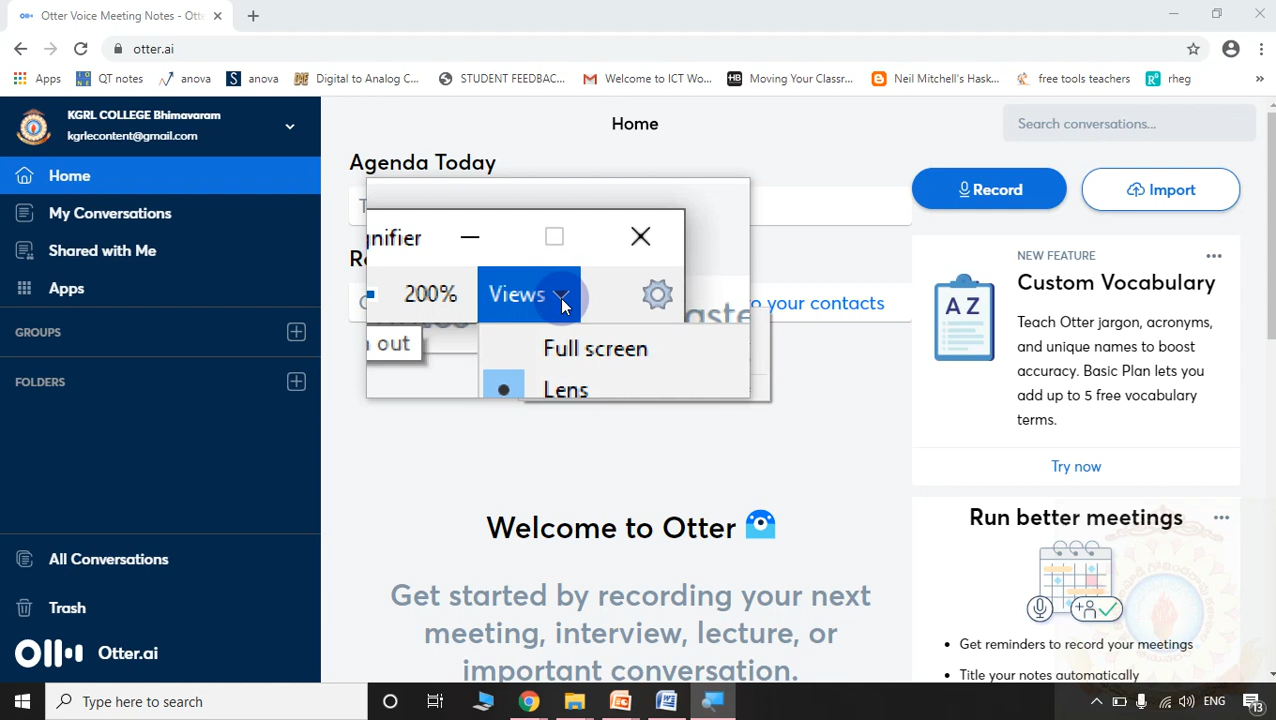 Otter Voice Meeting Notes - Ott
otter.ai
Apps
QT notes
anova
anova
Digital to Analog C...
STUDENT FEEDBAC...
Welcome to ICT Wo...
Moving Your Classr...
Neil Mitchell's Hask...
free tools teachers
rheg
»
KGRL COLLEGE Bhimavaram
kgrlecontent@gmail.com
Home
My Conversations
Shared with Me
Apps
GROUPS
FOLDERS
All Conversations
Trash
Otter.ai
Home
Search conversations...
Agenda Today
Record
Import
gnifier
200%
Views
out
Full screen
Lens
o your contacts
NEW FEATURE
Custom Vocabulary
A Z
Teach Otter jargon, acronyms,
and unique names to boost
accuracy. Basic Plan lets you
add up to 5 free vocabulary
terms.
Try now
Welcome to Otter
Get started by recording your next
meeting, interview, lecture, or
important conversation.
Run better meetings
• Get reminders to record your meetings
• Title your notes automatically
Type here to search
ENG
13